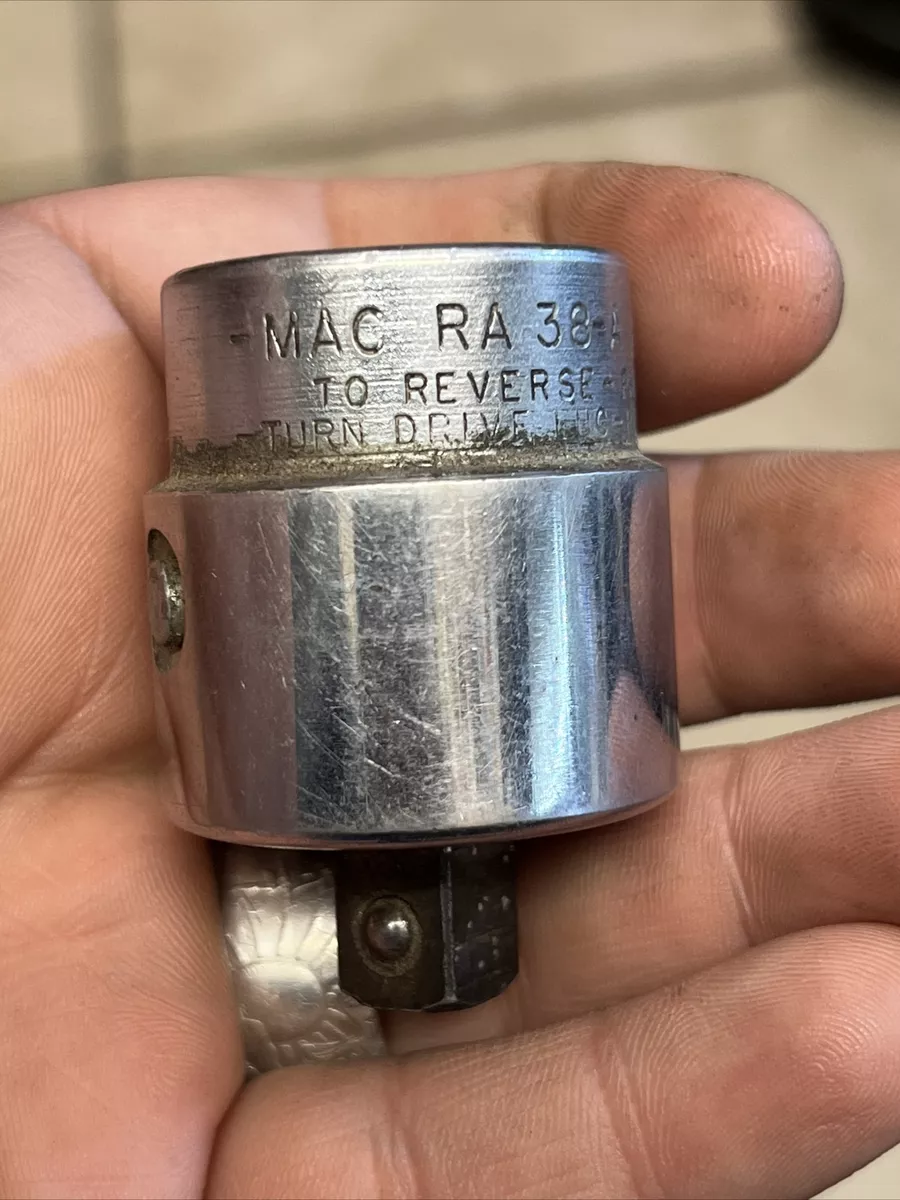 -MAC RA 38-A
TO REVERSE-
-TURN DRIVE LUG